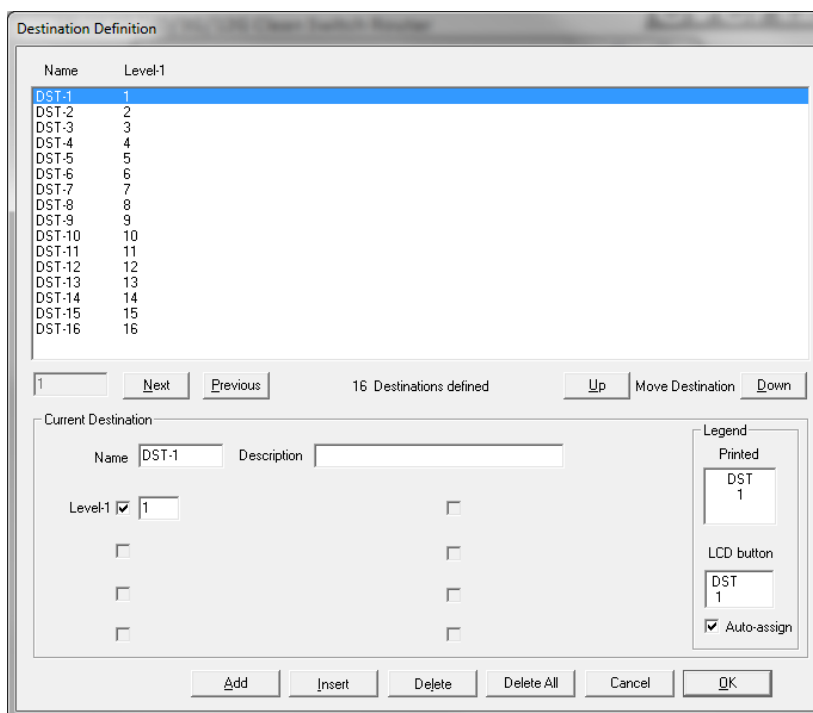 Destination Definition
Name Level-1
DST-1 1
DST-2 2
DST-3 3
DST-4 4
DST-5 5
DST-6 6
DST-7 7
DST-8 8
DST-9 9
DST-10 10
DST-11 11
DST-12 12
DST-13 13
DST-14 14
DST-15 15
DST-16 16
1 Next Previous 16 Destinations defined Up Move Destination Down
Current Destination
Name DST-1 Description
Level-1 1
Legend
Printed
DST
1
LCD button
DST
1
Auto-assign
Add Insert Delete Delete All Cancel OK